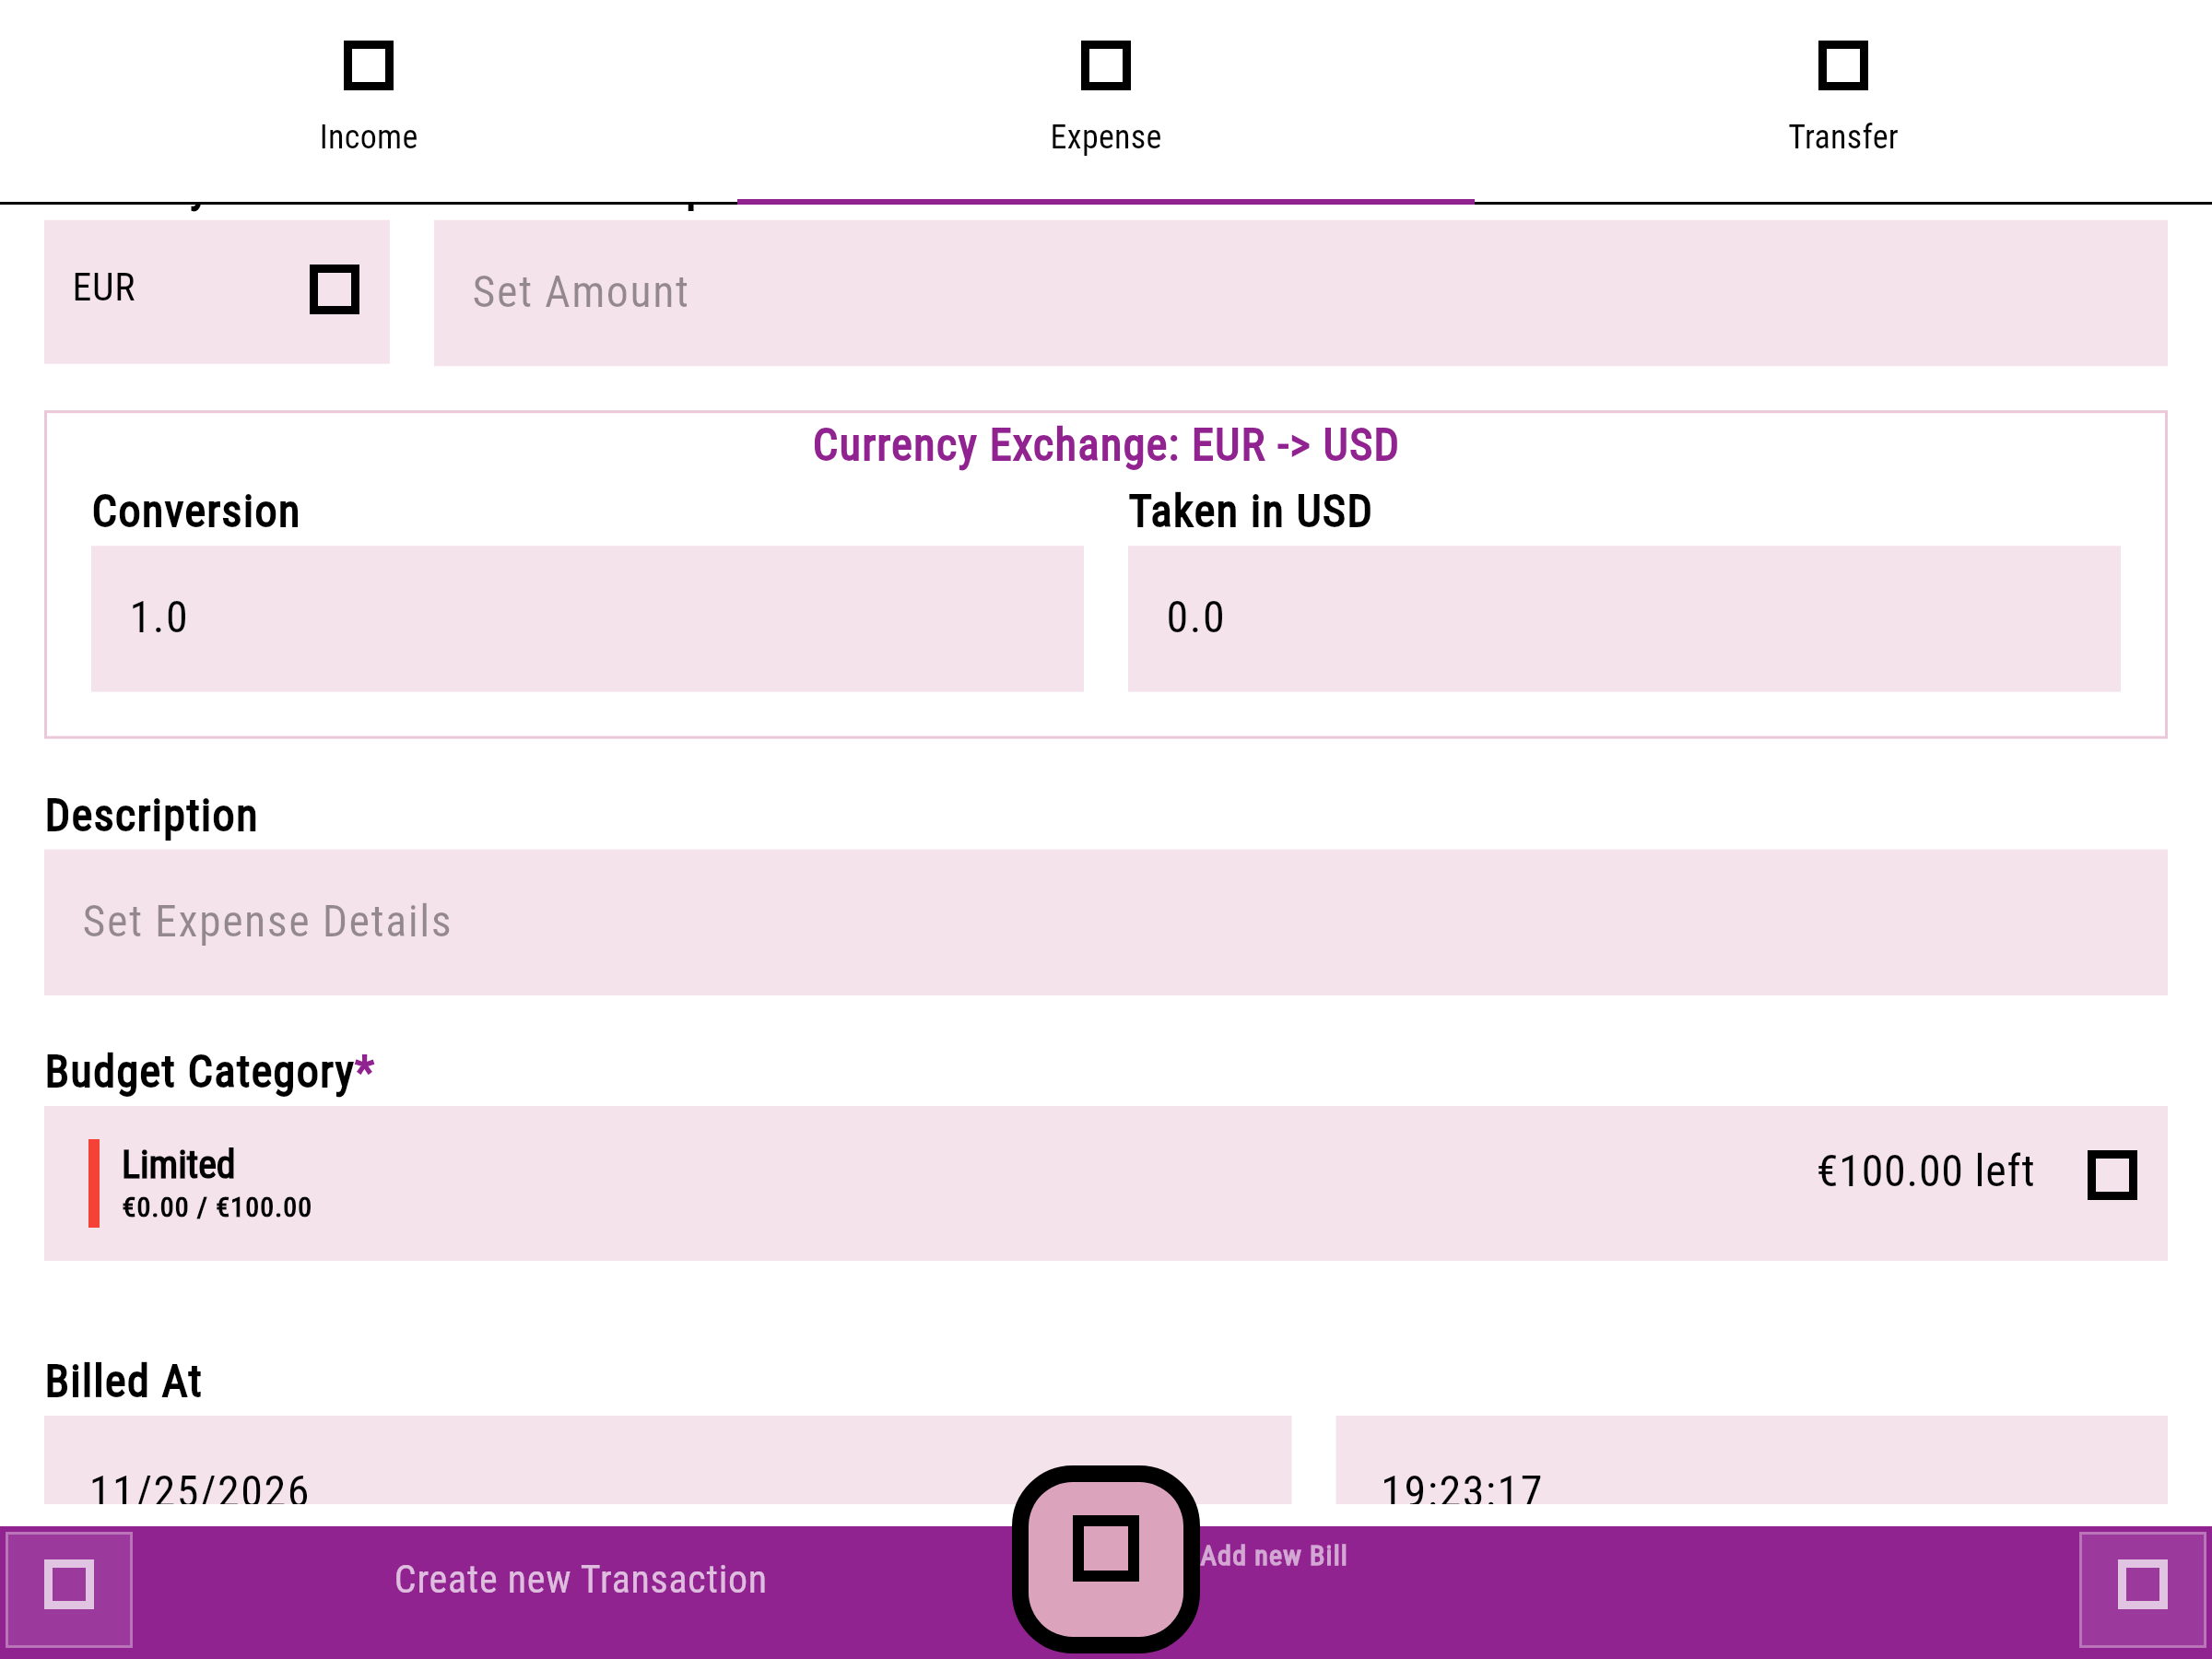 Income
Expense
Transfer
EUR
Set Amount
Currency Exchange: EUR -> USD
Conversion
Taken in USD
1.0
0.0
Description
Set Expense Details
Budget Category*
Limited
€0.00 / €100.00
€100.00 left
Billed At
11/25/2026
19:23:17
Create new Transaction
Add new Bill